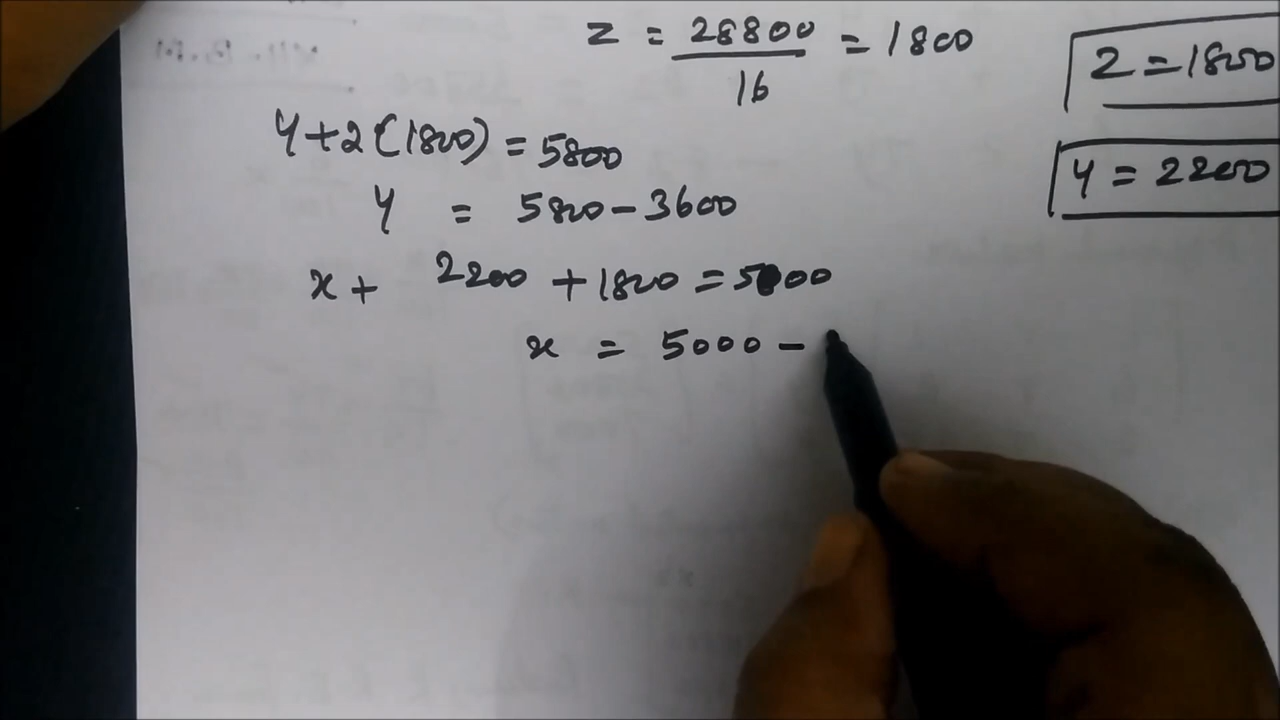 z = 28800/16 = 1800
z = 1800
y + 2(1800) = 5800
y = 2200
y = 5800 - 3600
x + 2200 + 1800 = 5000
x = 5000 -